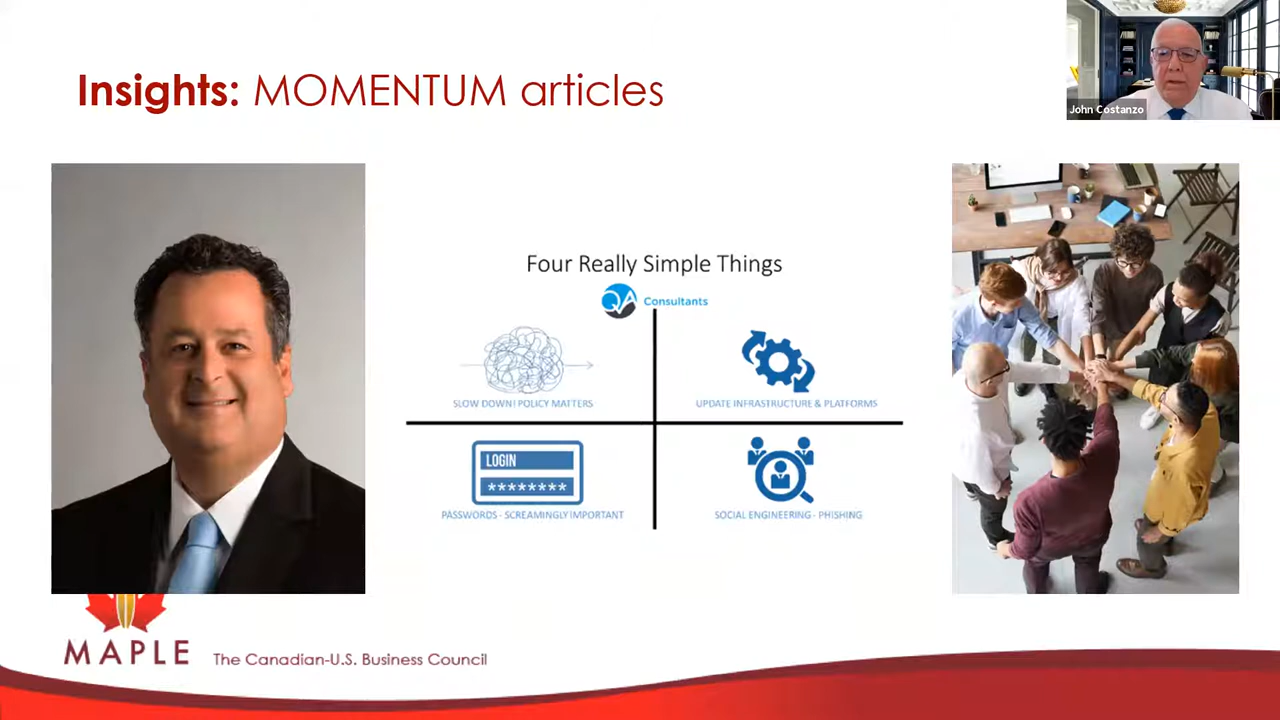 Insights: MOMENTUM articles
John Costanzo
Four Really Simple Things
QA Consultants
SLOW DOWN! POLICY MATTERS
UPDATE INFRASTRUCTURE & PLATFORMS
LOGIN
********
PASSWORDS - SCREAMINGLY IMPORTANT
SOCIAL ENGINEERING - PHISHING
MAPLE
The Canadian-U.S. Business Council